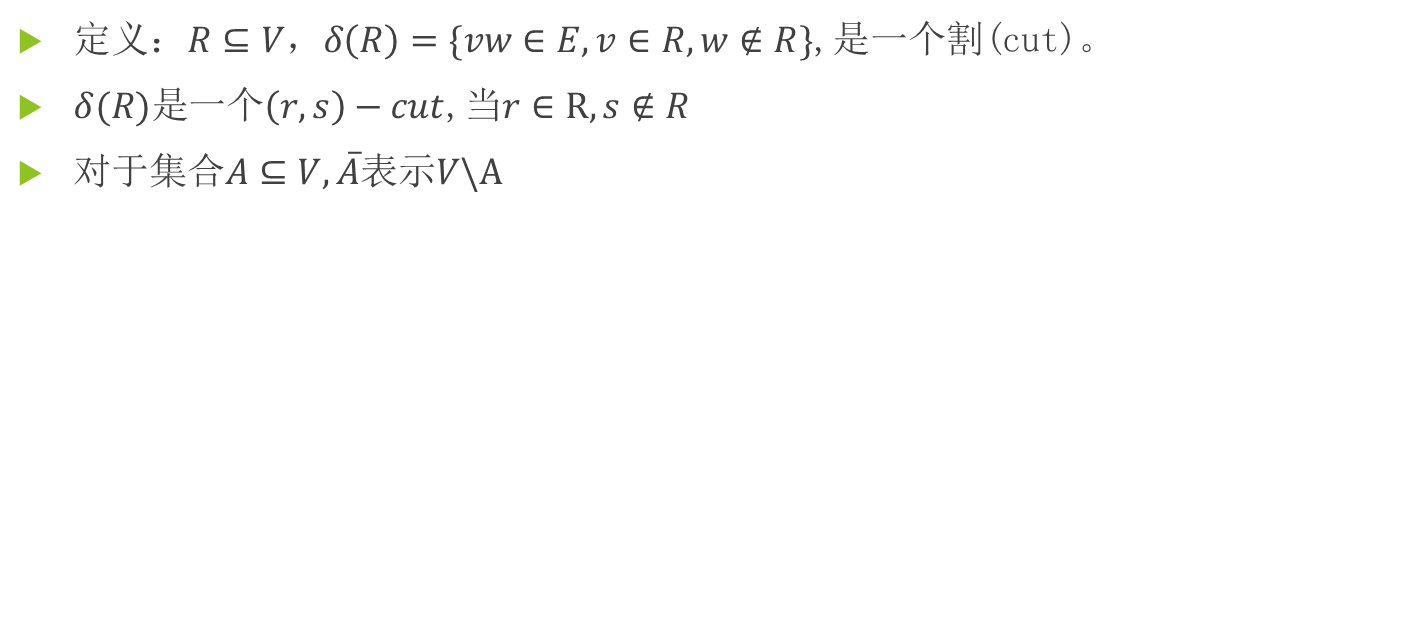 定义：R ⊆ V，δ(R) = {vw ∈ E, v ∈ R, w ∉ R}, 是一个割(cut)。
δ(R)是一个(r, s) − cut, 当r ∈ R, s ∉ R
对于集合A ⊆ V, Ā表示V\A